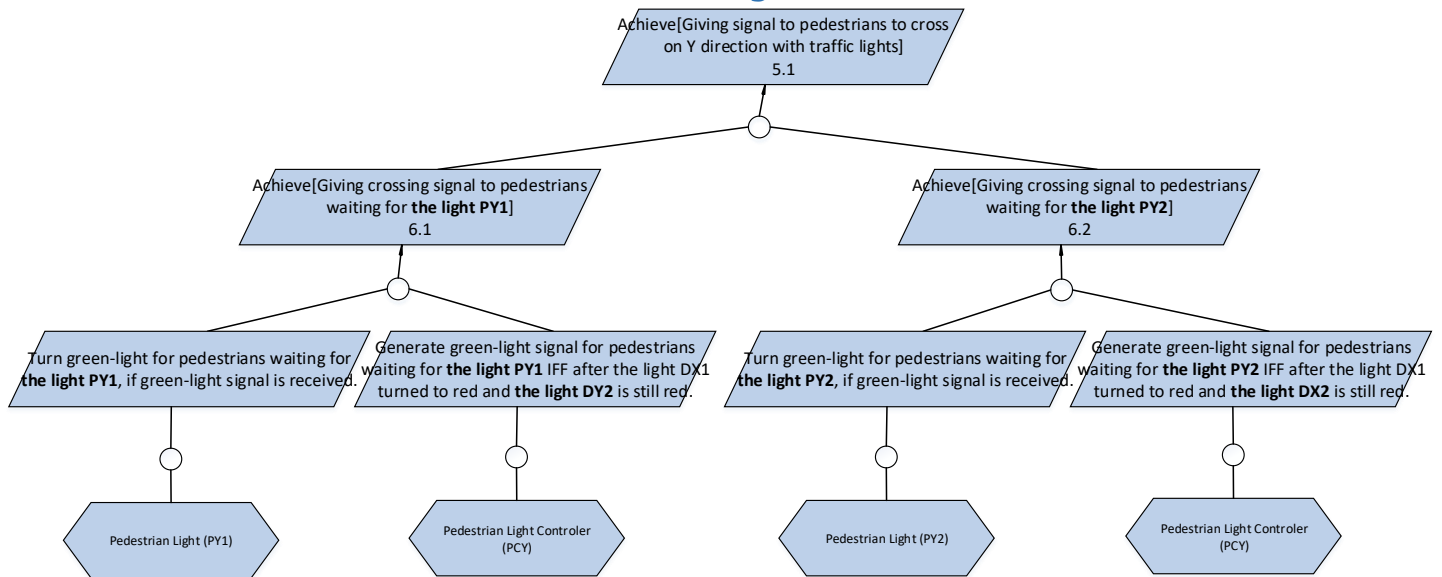 Achieve[Giving signal to pedestrians to cross
on Y direction with traffic lights]
5.1
Achieve[Giving crossing signal to pedestrians
waiting for the light PY1]
6.1
Achieve[Giving crossing signal to pedestrians
waiting for the light PY2]
6.2
Turn green-light for pedestrians waiting for
the light PY1, if green-light signal is received.
Generate green-light signal for pedestrians
waiting for the light PY1 IFF after the light DX1
turned to red and the light DY2 is still red.
Turn green-light for pedestrians waiting for
the light PY2, if green-light signal is received.
Generate green-light signal for pedestrians
waiting for the light PY2 IFF after the light DX1
turned to red and the light DX2 is still red.
Pedestrian Light (PY1)
Pedestrian Light Controler
(PCY)
Pedestrian Light (PY2)
Pedestrian Light Controler
(PCY)